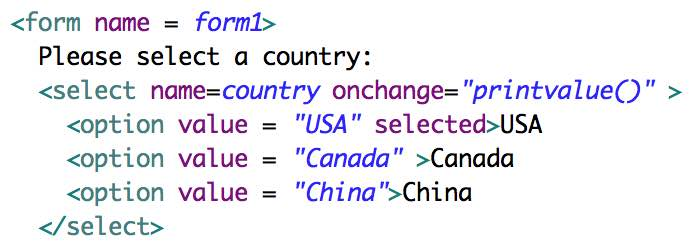 <form name = form1>
Please select a country:
<select name=country onchange="printvalue()" >
<option value = "USA" selected>USA
<option value = "Canada" >Canada
<option value = "China">China
</select>